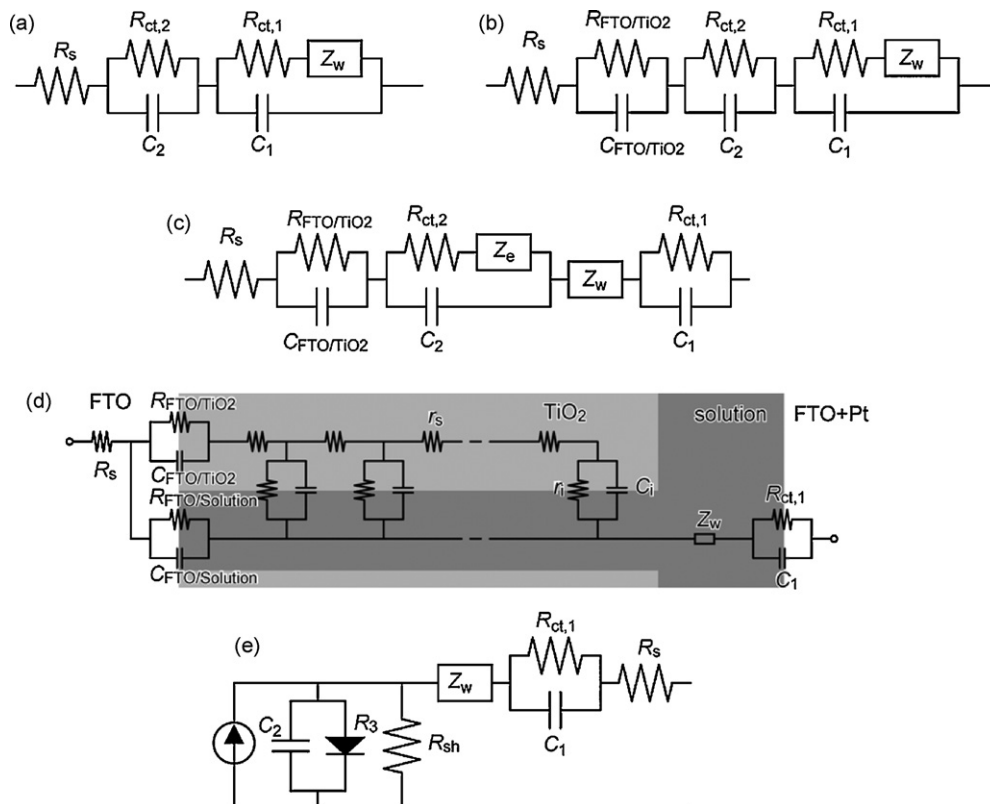 (a)
Rs
Rct,2
C2
Rct,1
Zw
C1
(b)
Rs
RFTO/TiO2
CFTO/TiO2
Rct,2
C2
Rct,1
Zw
C1
(c)
Rs
RFTO/TiO2
CFTO/TiO2
Rct,2
Ze
C2
Zw
Rct,1
C1
(d)
FTO
TiO2
solution
FTO+Pt
Rs
RFTO/TiO2
CFTO/TiO2
RFTO/Solution
CFTO/Solution
rs
ri
Ci
Zw
Rct,1
C1
(e)
C2
R3
Rsh
Zw
Rct,1
C1
Rs